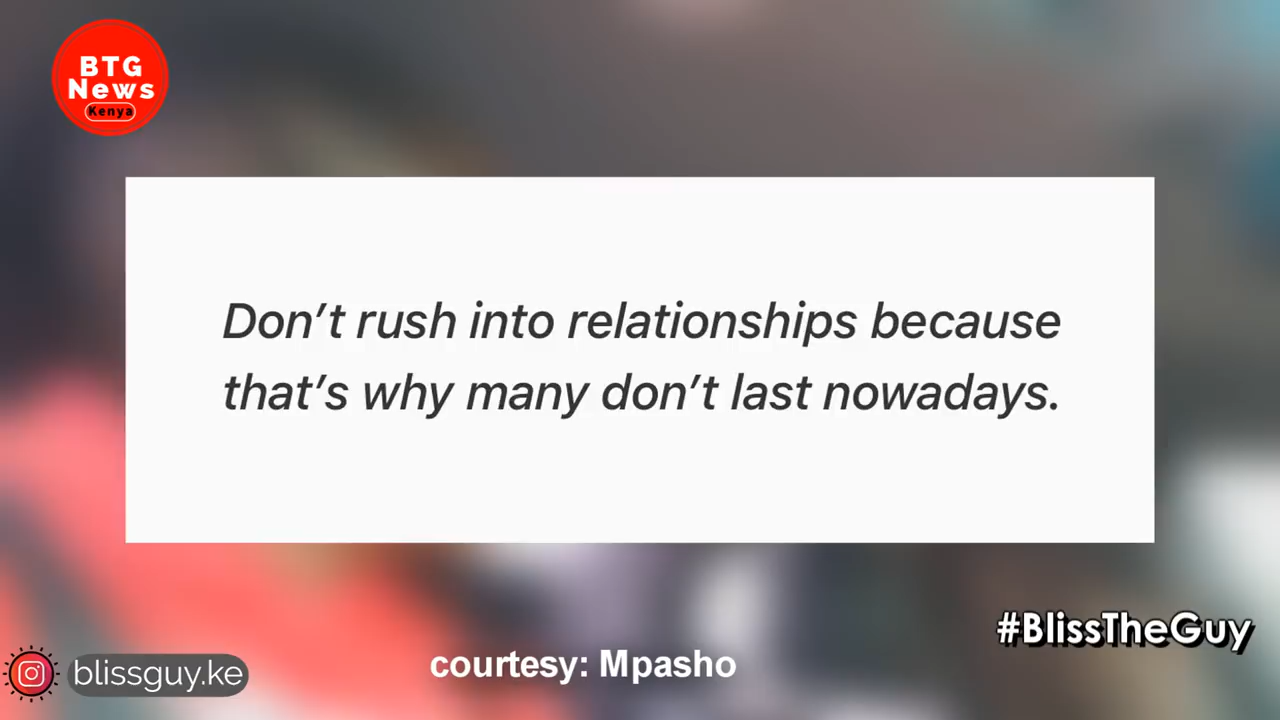 BTG
News
Kenya
Don’t rush into relationships because
that’s why many don’t last nowadays.
#BlissTheGuy
courtesy: Mpasho
blissguy.ke